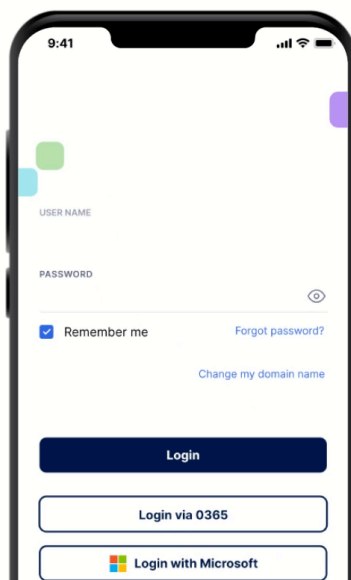 9:41
USER NAME
PASSWORD
Remember me
Forgot password?
Change my domain name
Login
Login via 0365
Login with Microsoft